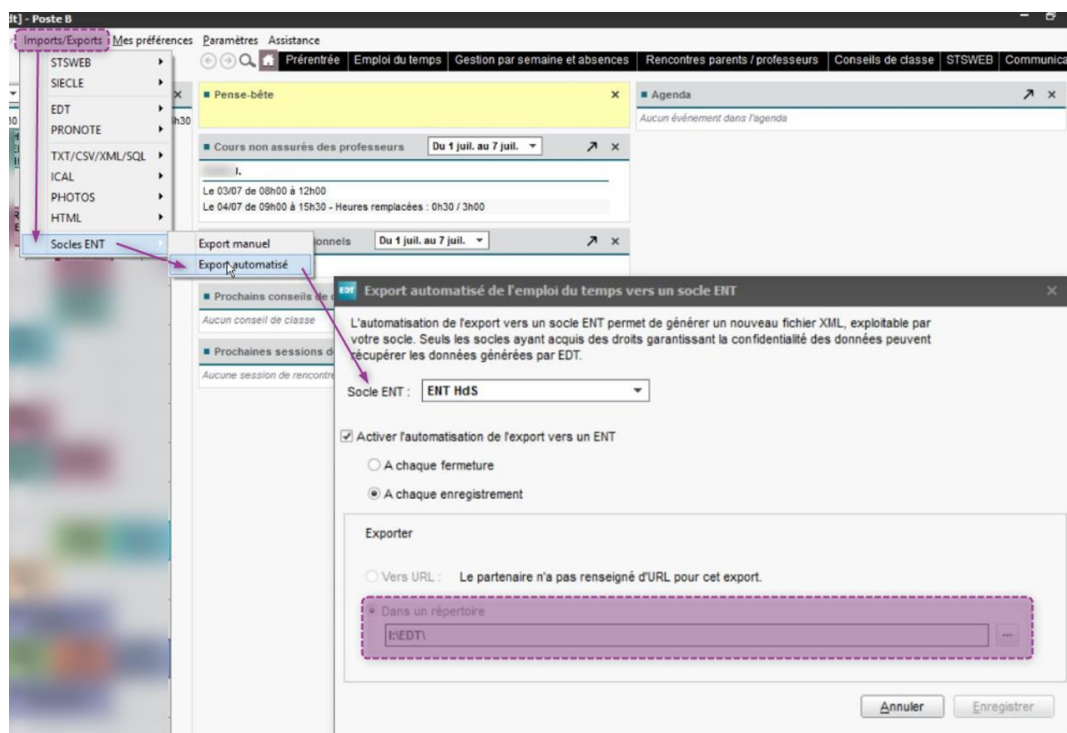 dt] - Poste B
Imports/Exports Mes préférences Paramètres Assistance
STSWEB
SIECLE
EDT
PRONOTE
TXT/CSV/XML/SQL
ICAL
PHOTOS
HTML
Socles ENT
Export manuel
Export automatisé
Prérentrée Emploi du temps Gestion par semaine et absences Rencontres parents / professeurs Conseils de classe STSWEB Communica
Pense-bête
Agenda
Aucun événement dans l'agenda
h30
Cours non assurés des professeurs Du 1 juil. au 7 juil.
I.
Le 03/07 de 08h00 à 12h00
Le 04/07 de 09h00 à 15h30 - Heures remplacées : 0h30 / 3h00
onnels Du 1 juil. au 7 juil.
Prochains conseils de c
Aucun conseil de classe
Prochaines sessions d
Aucune session de rencontre
EDT Export automatisé de l'emploi du temps vers un socle ENT
L'automatisation de l'export vers un socle ENT permet de générer un nouveau fichier XML, exploitable par
votre socle. Seuls les socles ayant acquis des droits garantissant la confidentialité des données peuvent
récupérer les données générées par EDT.
Socle ENT : ENT HdS
Activer l'automatisation de l'export vers un ENT
A chaque fermeture
A chaque enregistrement
Exporter
Vers URL : Le partenaire n'a pas renseigné d'URL pour cet export.
Dans un répertoire
I:\EDT\
...
Annuler Enregistrer